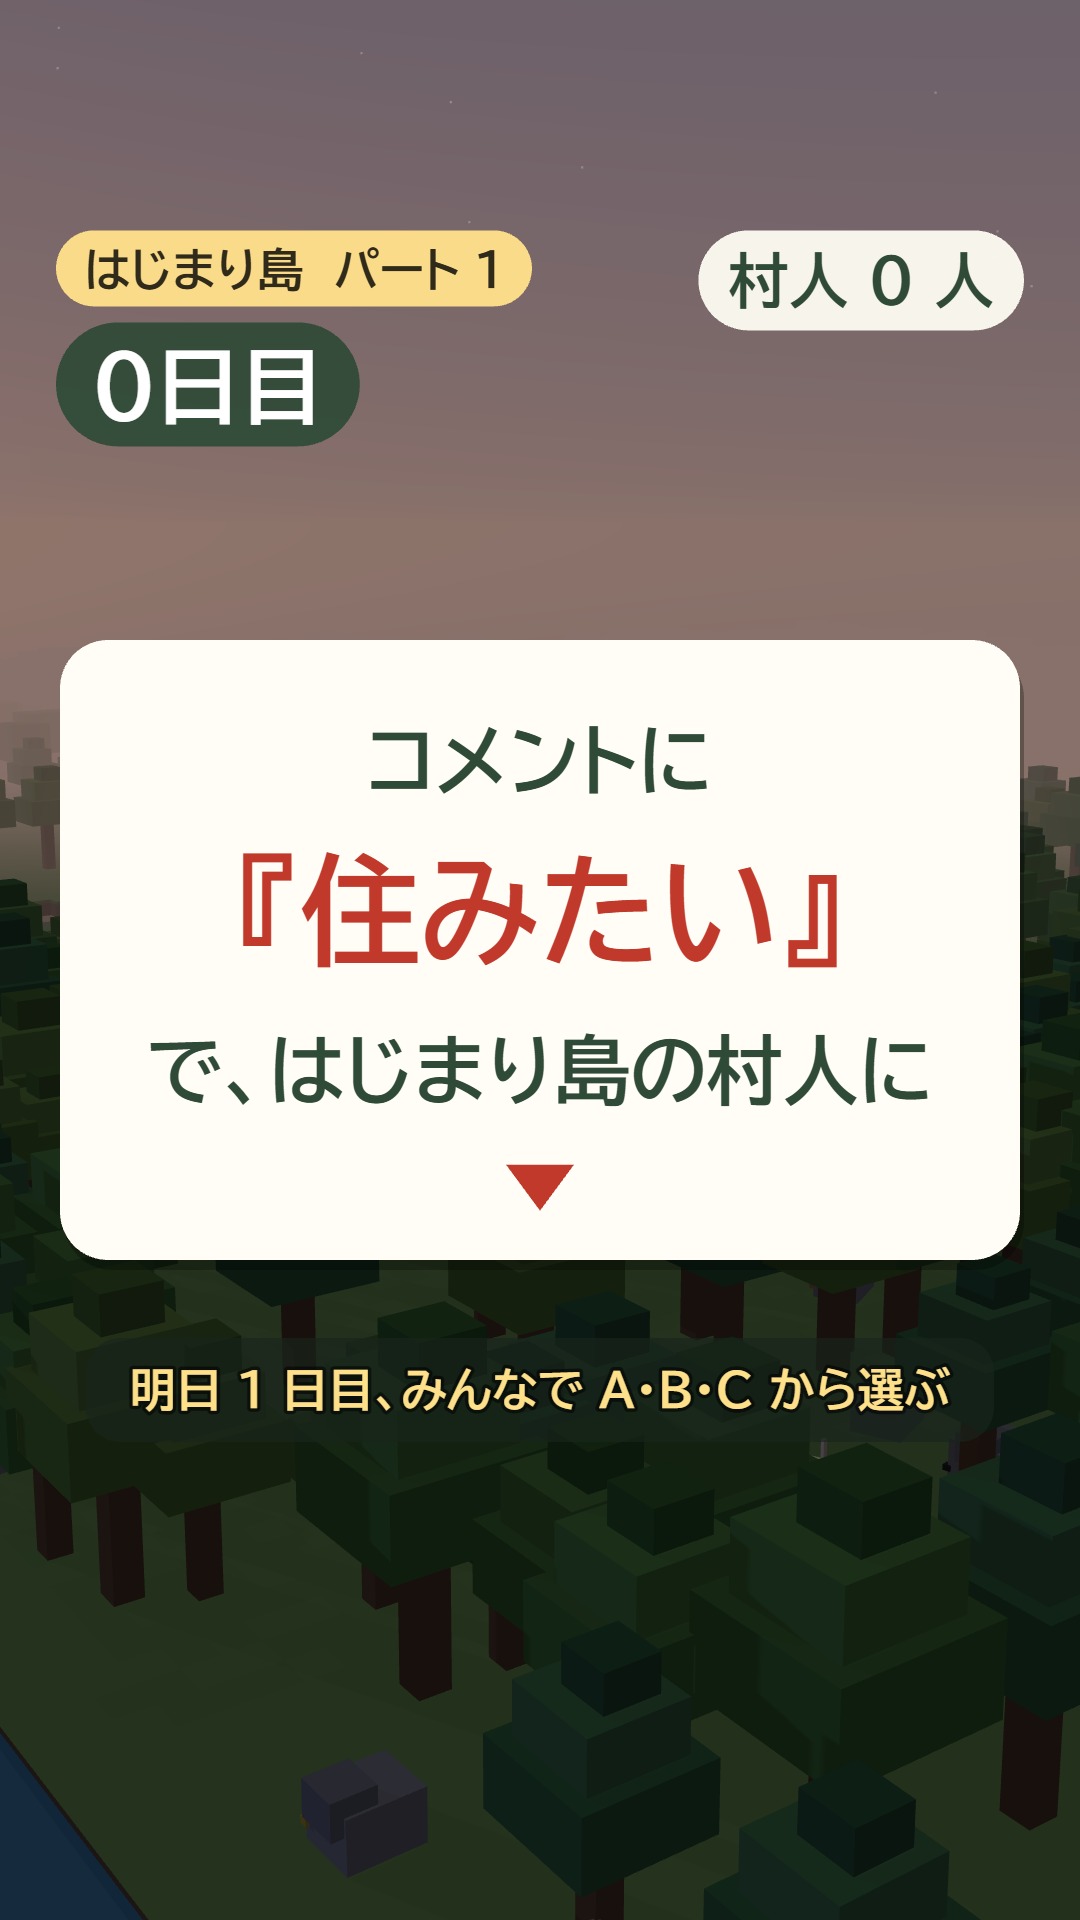 はじまり島 パート 1
村人 0 人
0日目
コメントに
『住みたい』
で、はじまり島の村人に
明日 1 日目、みんなで A・B・C から選ぶ